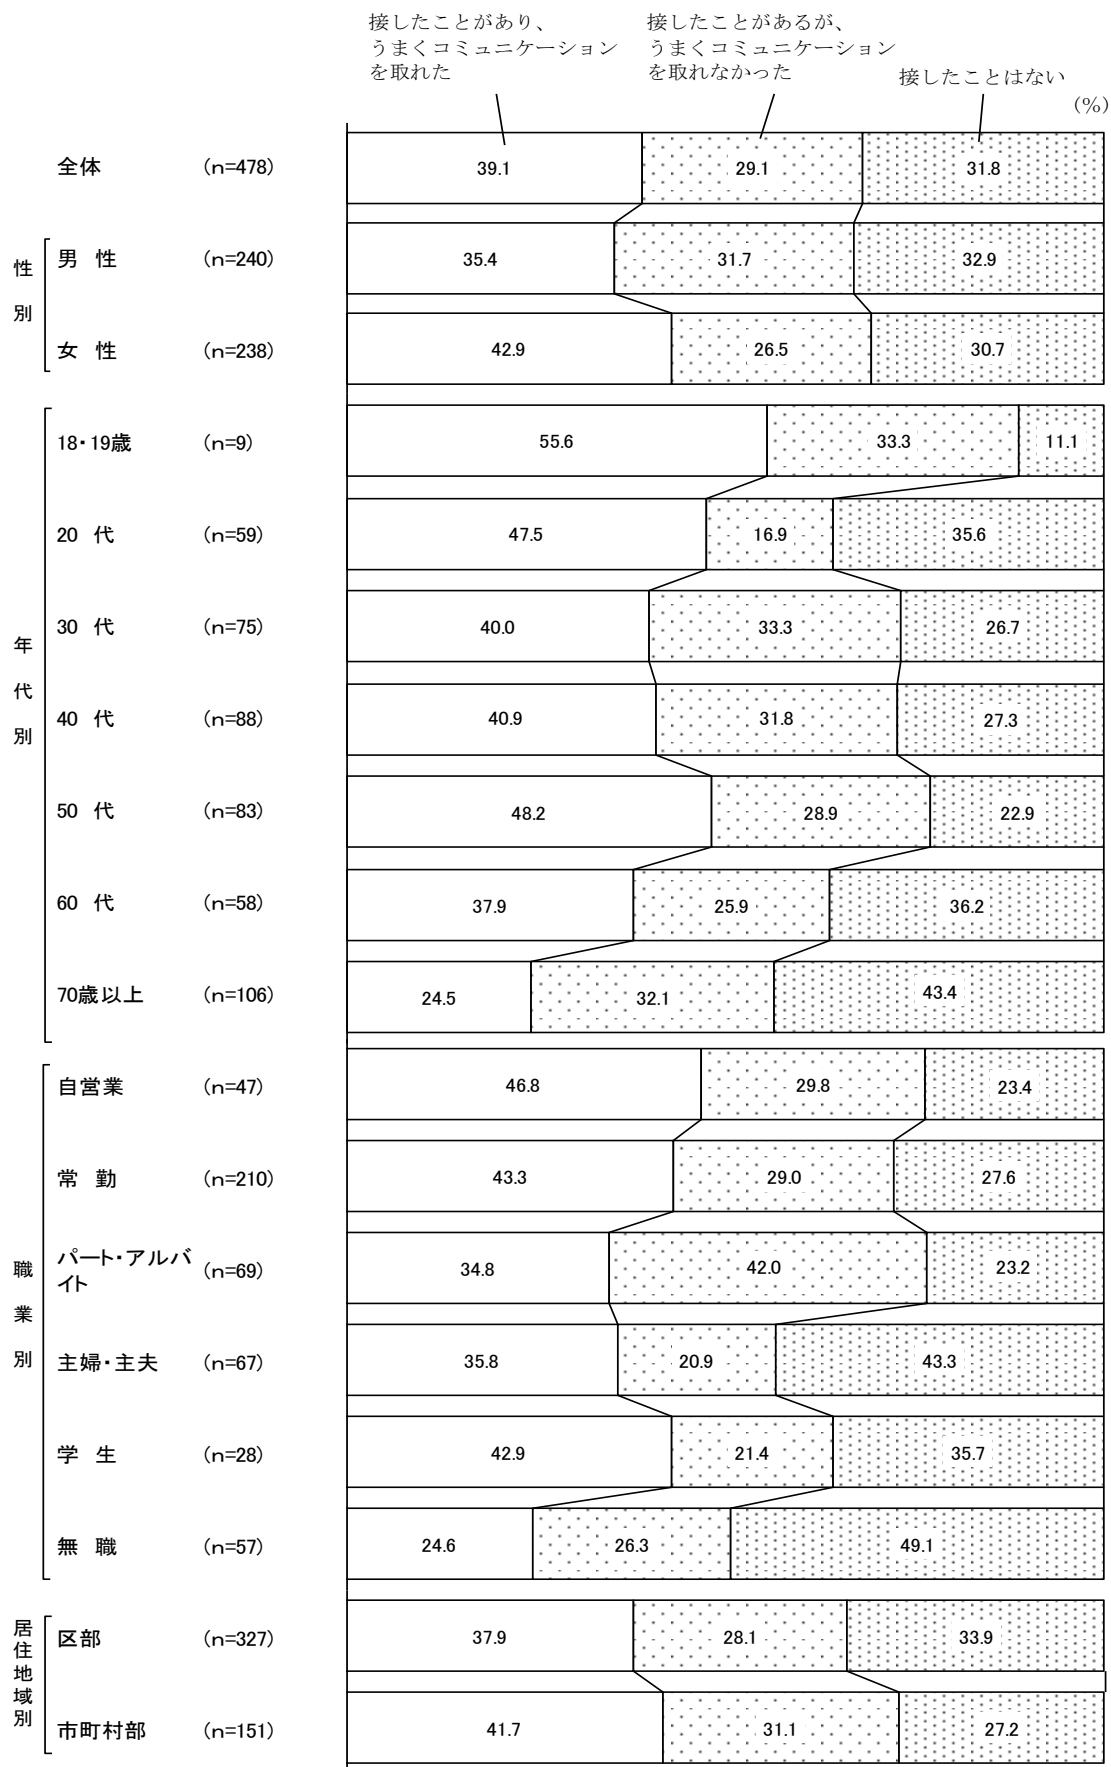 接したことがあり、
うまくコミュニケーション
を取れた
接したことがあるが、
うまくコミュニケーション
を取れなかった
接したことはない
(%)
全体 (n=478) 39.1 29.1 31.8
性別
男 性 (n=240) 35.4 31.7 32.9
女 性 (n=238) 42.9 26.5 30.7
年代別
18・19歳 (n=9) 55.6 33.3 11.1
20 代 (n=59) 47.5 16.9 35.6
30 代 (n=75) 40.0 33.3 26.7
40 代 (n=88) 40.9 31.8 27.3
50 代 (n=83) 48.2 28.9 22.9
60 代 (n=58) 37.9 25.9 36.2
70歳以上 (n=106) 24.5 32.1 43.4
職業別
自営業 (n=47) 46.8 29.8 23.4
常 勤 (n=210) 43.3 29.0 27.6
パート・アルバ
イト (n=69) 34.8 42.0 23.2
主婦・主夫 (n=67) 35.8 20.9 43.3
学 生 (n=28) 42.9 21.4 35.7
無 職 (n=57) 24.6 26.3 49.1
居住地域別
区部 (n=327) 37.9 28.1 33.9
市町村部 (n=151) 41.7 31.1 27.2